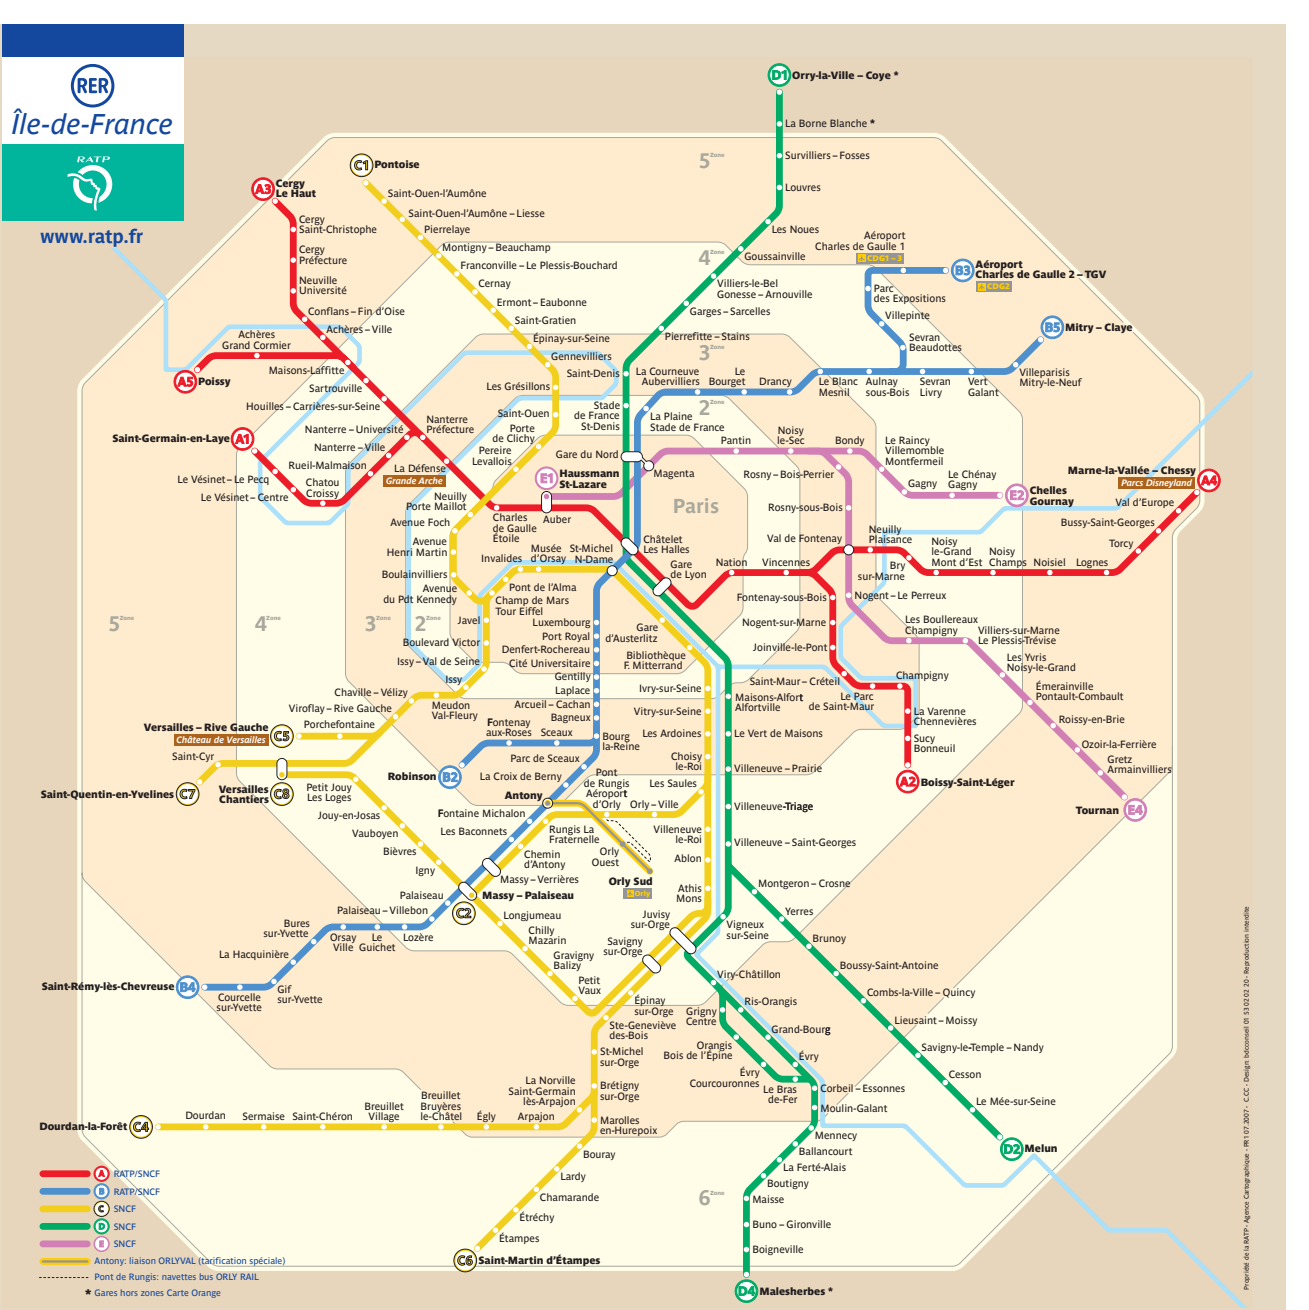 RER
Île-de-France
RATP
www.ratp.fr
D1 Orry-la-Ville – Coye *
La Borne Blanche *
Survilliers – Fosses
Louvres
Les Noues
Goussainville
Villiers-le-Bel
Gonesse – Arnouville
Garges – Sarcelles
Pierrefitte – Stains
Saint-Denis
Stade
de France
St-Denis
5 Zone
4 Zone
3 Zone
2 Zone
Paris
C1 Pontoise
Saint-Ouen-l'Aumône
Saint-Ouen-l'Aumône – Liesse
Pierrelaye
Montigny – Beauchamp
Franconville – Le Plessis-Bouchard
Cernay
Ermont – Eaubonne
Saint-Gratien
Épinay-sur-Seine
Gennevilliers
Les Grésillons
Saint-Ouen
Porte
de Clichy
Pereire
Levallois
Neuilly
Porte Maillot
Avenue Foch
Avenue
Henri Martin
Boulainvilliers
Avenue
du Pdt Kennedy
A3 Cergy
Le Haut
Cergy
Saint-Christophe
Cergy
Préfecture
Neuville
Université
Conflans – Fin d'Oise
Achères – Ville
Achères
Grand Cormier
A5 Poissy
Maisons-Laffitte
Sartrouville
Houilles – Carrières-sur-Seine
Nanterre – Université
Nanterre
Préfecture
Nanterre – Ville
Rueil-Malmaison
Chatou
Croissy
Saint-Germain-en-Laye A1
Le Vésinet – Le Pecq
Le Vésinet – Centre
La Défense
Grande Arche
Charles
de Gaulle
Étoile
Auber
E1 Haussmann
St-Lazare
Gare du Nord
Magenta
Châtelet
Les Halles
Gare
de Lyon
Nation
Vincennes
Val de Fontenay
Aéroport
Charles de Gaulle 1
CDG1 – 3
B3 Aéroport
Charles de Gaulle 2 – TGV
CDG2
Parc
des Expositions
Villepinte
Sevran
Beaudottes
B5 Mitry – Claye
Villeparisis
Mitry-le-Neuf
Vert
Galant
Sevran
Livry
Aulnay
sous-Bois
Le Blanc
Mesnil
Drancy
Le
Bourget
La Courneuve
Aubervilliers
La Plaine
Stade de France
Pantin
Noisy
le-Sec
Bondy
Le Raincy
Villemomble
Montfermeil
Gagny
Le Chénay
Gagny
E2 Chelles
Gournay
Rosny – Bois-Perrier
Rosny-sous-Bois
Neuilly
Plaisance
Bry
sur-Marne
Noisy
le-Grand
Mont d'Est
Noisy
Champs
Noisiel
Lognes
Torcy
Bussy-Saint-Georges
Val d'Europe
Marne-la-Vallée – Chessy A4
Parcs Disneyland
Nogent – Le Perreux
Les Boullereaux
Champigny
Villiers-sur-Marne
Le Plessis-Trévise
Les Yvris
Noisy-le-Grand
Émerainville
Pontault-Combault
Roissy-en-Brie
Ozoir-la-Ferrière
Gretz
Armainvilliers
Tournan E4
Fontenay-sous-Bois
Nogent-sur-Marne
Joinville-le-Pont
Saint-Maur – Créteil
Le Parc
de Saint-Maur
Champigny
La Varenne
Chennevières
Sucy
Bonneuil
A2 Boissy-Saint-Léger
Invalides
Musée
d'Orsay
St-Michel
N-Dame
Pont de l'Alma
Champ de Mars
Tour Eiffel
Javel
Boulevard Victor
Issy – Val de Seine
Issy
Meudon
Val-Fleury
Chaville – Vélizy
Viroflay – Rive Gauche
Porchefontaine
Versailles – Rive Gauche C5
Château de Versailles
Saint-Cyr
Saint-Quentin-en-Yvelines C7
Versailles
Chantiers C8
Petit Jouy
Les Loges
Jouy-en-Josas
Vauboyen
Bièvres
Igny
5 Zone
4 Zone
3 Zone
2 Zone
Luxembourg
Port Royal
Denfert-Rochereau
Cité Universitaire
Gentilly
Laplace
Arcueil – Cachan
Bagneux
Bourg
la-Reine
Fontenay
aux-Roses
Sceaux
Robinson B2
Parc de Sceaux
La Croix de Berny
Antony
Fontaine Michalon
Les Baconnets
Massy – Verrières
Massy – Palaiseau
C2
Palaiseau
Palaiseau – Villebon
Lozère
Le
Guichet
Orsay
Ville
Bures
sur-Yvette
La Hacquinière
Gif
sur-Yvette
Courcelle
sur-Yvette
Saint-Rémy-lès-Chevreuse B4
Gare
d'Austerlitz
Bibliothèque
F. Mitterrand
Ivry-sur-Seine
Vitry-sur-Seine
Les Ardoines
Choisy
le-Roi
Les Saules
Orly – Ville
Pont
de Rungis
Aéroport
d'Orly
Rungis La
Fraternelle
Chemin
d'Antony
Orly
Ouest
Orly Sud
Orly
Villeneuve
le-Roi
Ablon
Athis
Mons
Juvisy
sur-Orge
Savigny
sur-Orge
Longjumeau
Chilly
Mazarin
Gravigny
Balizy
Petit
Vaux
Épinay
sur-Orge
Ste-Geneviève
des-Bois
St-Michel
sur-Orge
Brétigny
sur-Orge
Marolles
en-Hurepoix
Bouray
Lardy
Chamarande
Étréchy
Étampes
C6 Saint-Martin d'Étampes
La Norville
Saint-Germain
lès-Arpajon
Arpajon
Égly
Breuillet
Bruyères
le-Châtel
Breuillet
Village
Saint-Chéron
Sermaise
Dourdan
Dourdan-la-Forêt C4
Maisons-Alfort
Alfortville
Le Vert de Maisons
Villeneuve – Prairie
Villeneuve-Triage
Villeneuve – Saint-Georges
Montgeron – Crosne
Yerres
Brunoy
Boussy-Saint-Antoine
Combs-la-Ville – Quincy
Lieusaint – Moissy
Savigny-le-Temple – Nandy
Cesson
Le Mée-sur-Seine
D2 Melun
Vigneux
sur-Seine
Viry-Châtillon
Ris-Orangis
Grand-Bourg
Évry
Grigny
Centre
Orangis
Bois de l'Épine
Évry
Courcouronnes
Le Bras
de-Fer
Corbeil – Essonnes
Moulin-Galant
Mennecy
Ballancourt
La Ferté-Alais
Boutigny
Maisse
Buno – Gironville
Boigneville
D4 Malesherbes *
6 Zone
A RATP/SNCF
B RATP/SNCF
C SNCF
D SNCF
E SNCF
Antony: liaison ORLYVAL (tarification spéciale)
Pont de Rungis: navettes bus ORLY RAIL
* Gares hors zones Carte Orange